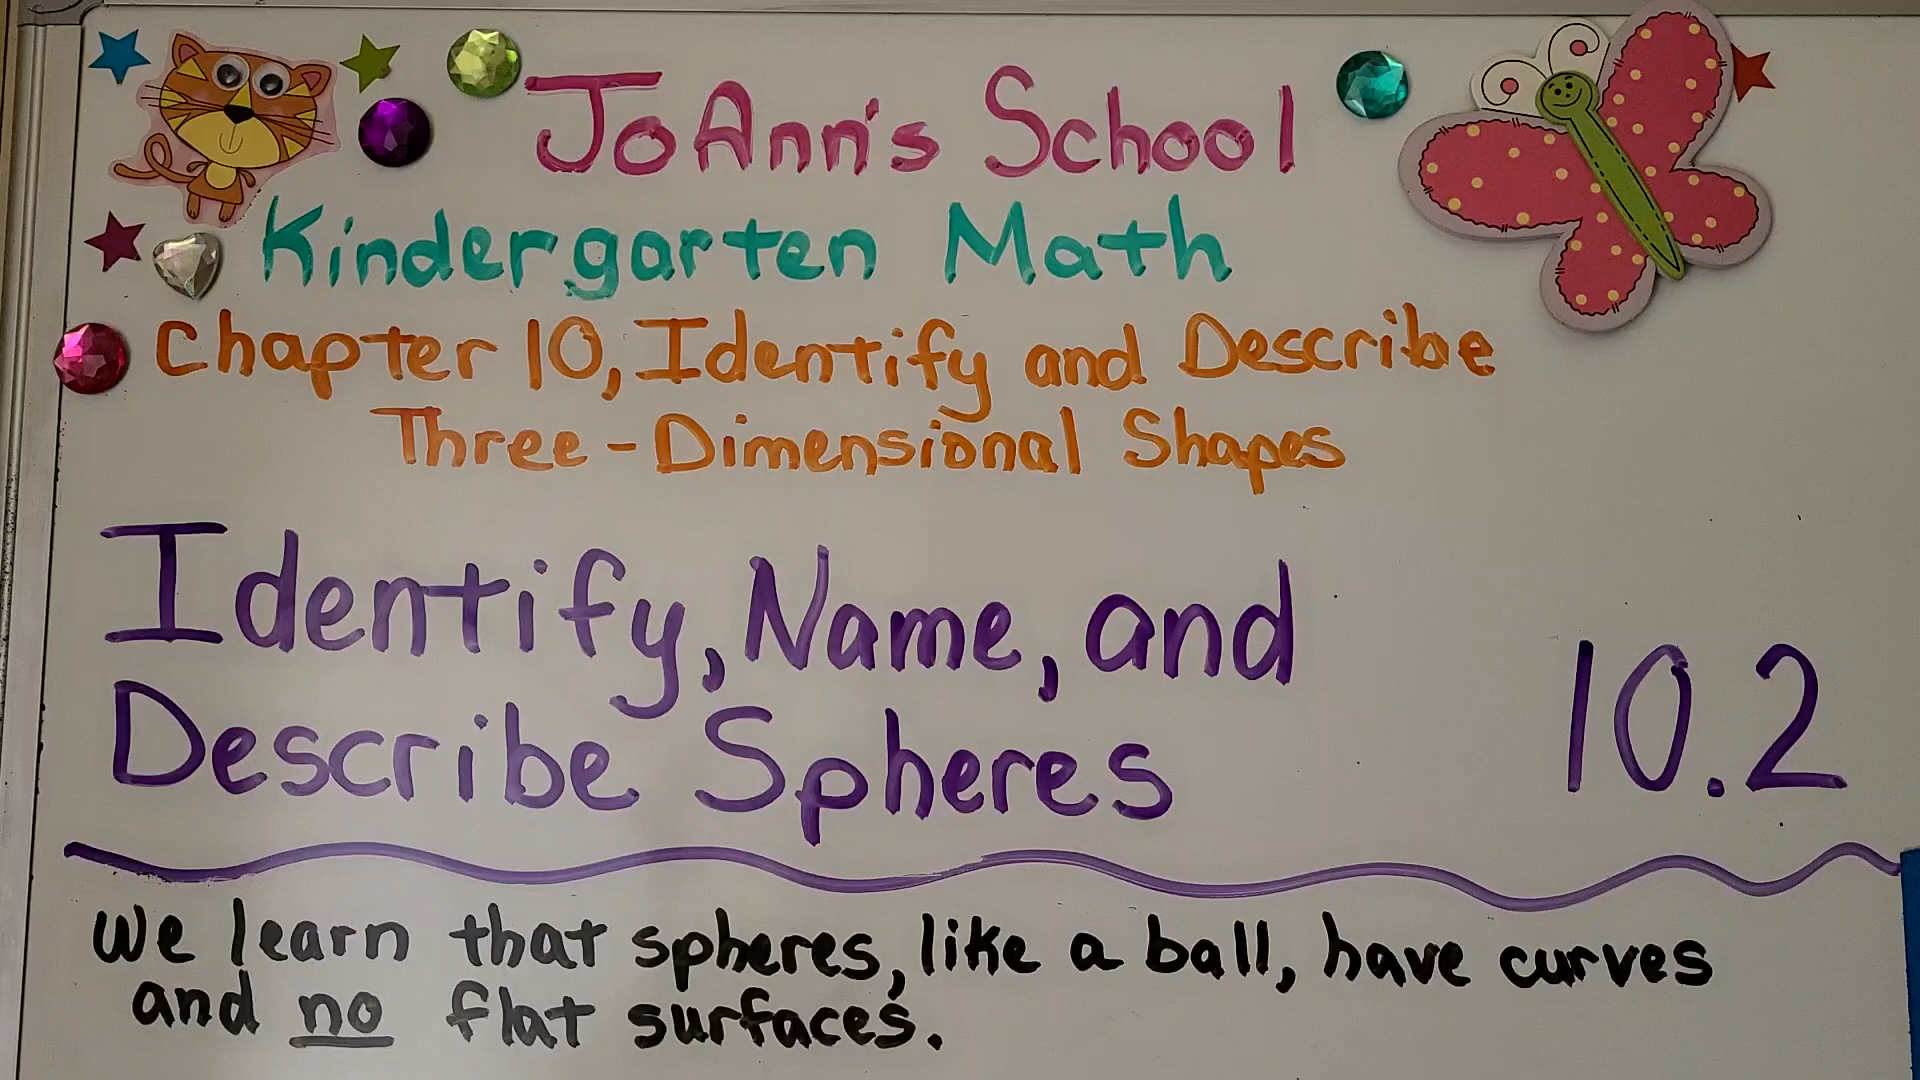 JoAnn's School
Kindergarten Math
Chapter 10, Identify and Describe
Three-Dimensional Shapes
Identify, Name, and
Describe Spheres
10.2
We learn that spheres, like a ball, have curves
and no flat surfaces.